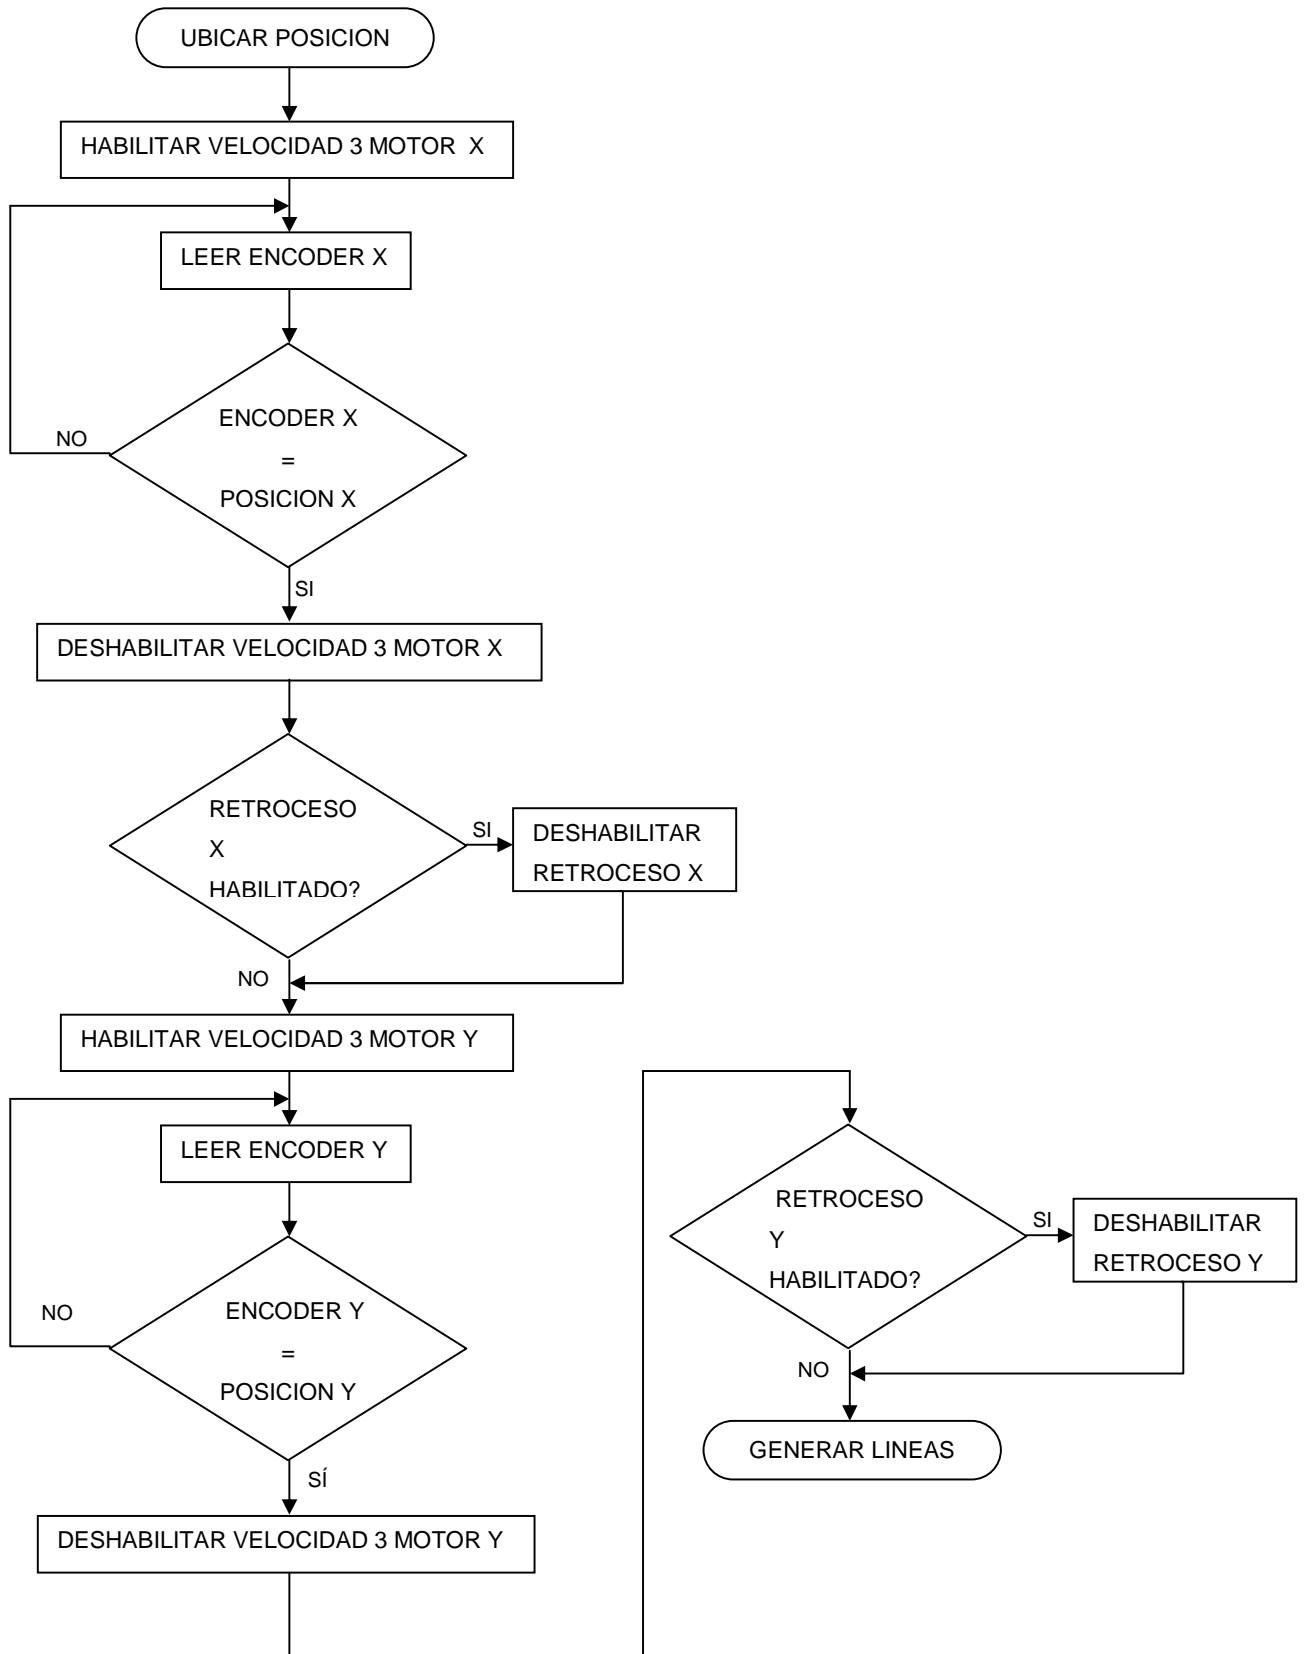 UBICAR POSICION
HABILITAR VELOCIDAD 3 MOTOR X
LEER ENCODER X
ENCODER X
=
POSICION X
NO
SI
DESHABILITAR VELOCIDAD 3 MOTOR X
RETROCESO
X
HABILITADO?
SI
DESHABILITAR
RETROCESO X
NO
HABILITAR VELOCIDAD 3 MOTOR Y
LEER ENCODER Y
ENCODER Y
=
POSICION Y
NO
SÍ
DESHABILITAR VELOCIDAD 3 MOTOR Y
RETROCESO
Y
HABILITADO?
SI
DESHABILITAR
RETROCESO Y
NO
GENERAR LINEAS